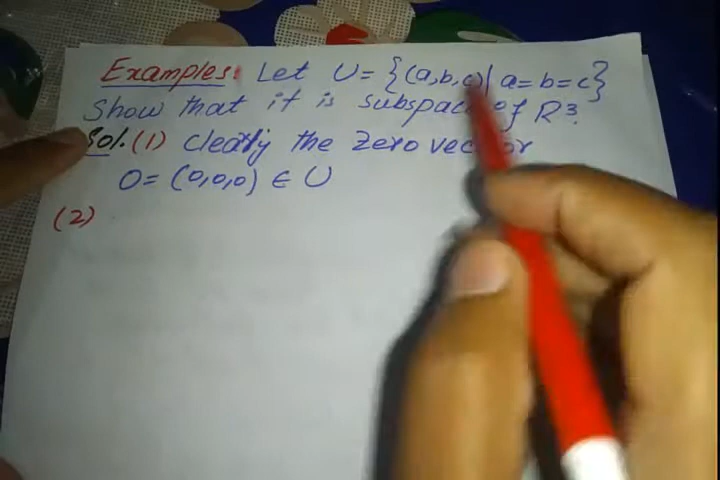 Examples: Let U = {(a,b,c)| a=b=c}
Show that it is subspace of R³.
Sol. (1) Clearly the zero vector
0 = (0,0,0) ∈ U
(2)